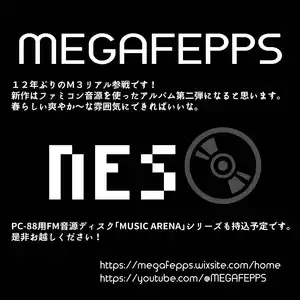 MEGAFEPPS
12年ぶりのM3リアル参戦です！
新作はファミコン音源を使ったアルバム第二弾になると思います。
春らしい爽やか〜な雰囲気にできればいいな。
NES
PC-88用FM音源ディスク｢MUSIC ARENA｣シリーズも持込予定です。
是非お越しください！
https://megafepps.wixsite.com/home
https://youtube.com/@MEGAFEPPS